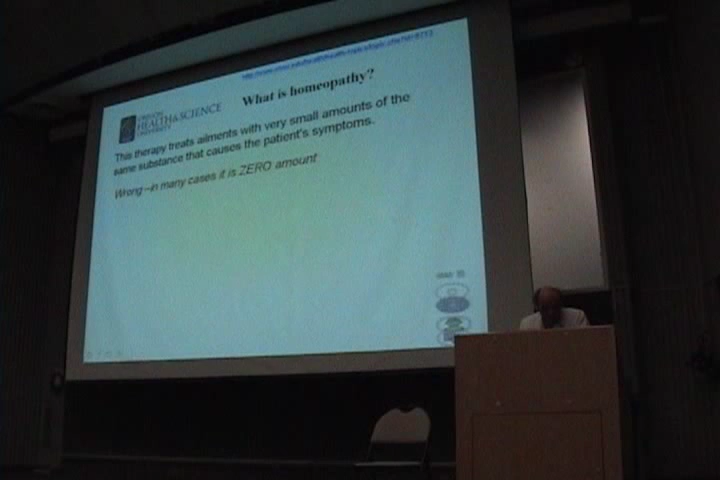 What is homeopathy?
OREGON
HEALTH&SCIENCE
UNIVERSITY
This therapy treats ailments with very small amounts of the
same substance that causes the patient's symptoms.
Wrong--in many cases it is ZERO amount